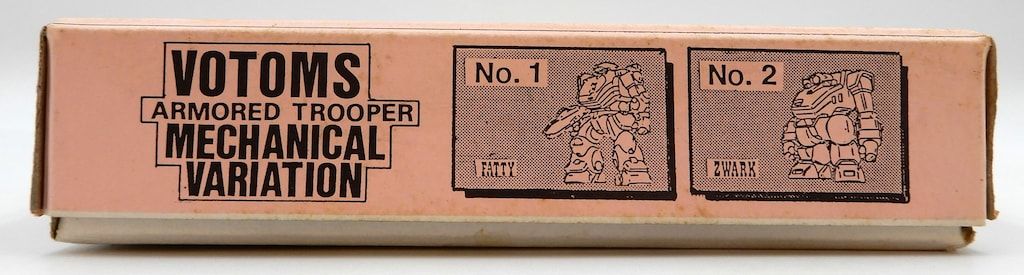 VOTOMS
ARMORED TROOPER
MECHANICAL
VARIATION
No. 1
FATTY
No. 2
ZWARK